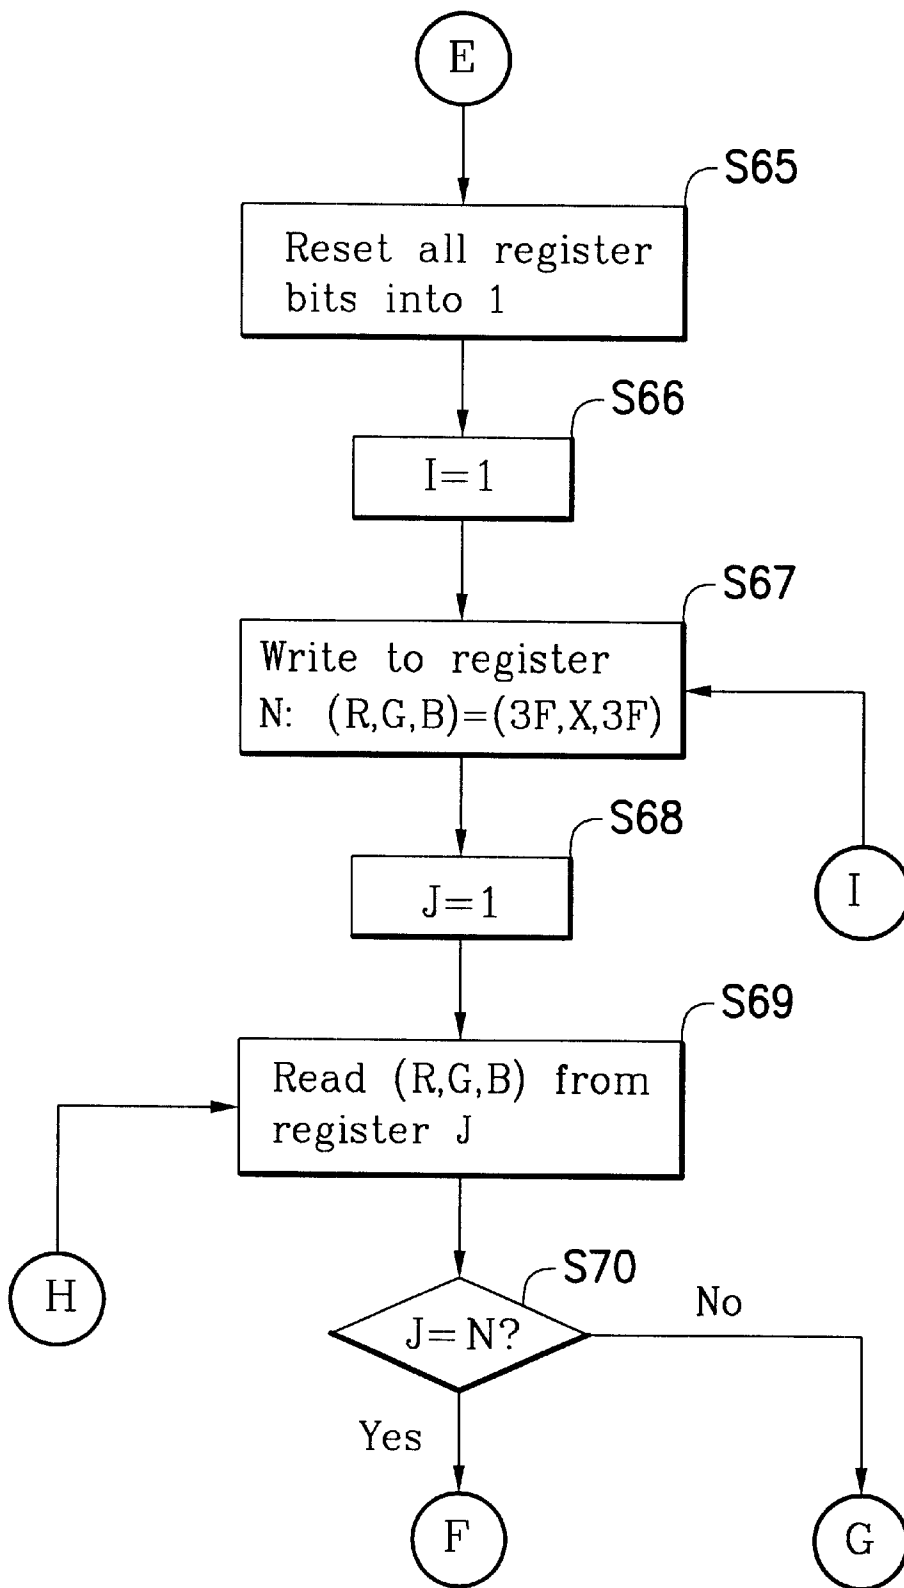 E
S65
Reset all register
bits into 1
S66
I=1
S67
Write to register
N: (R,G,B)=(3F,X,3F)
S68
J=1
I
S69
Read (R,G,B) from
register J
H
S70
J=N?
No
Yes
F
G